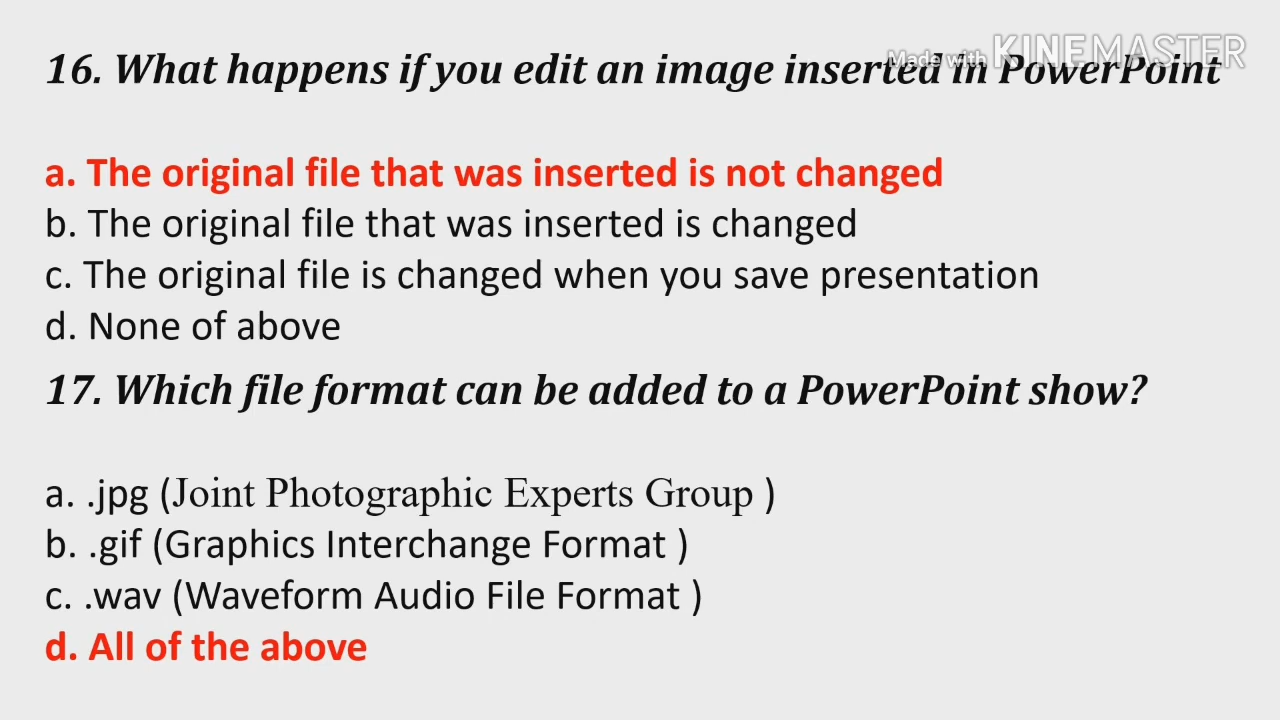 Made with KINEMASTER
16. What happens if you edit an image inserted in PowerPoint
a. The original file that was inserted is not changed
b. The original file that was inserted is changed
c. The original file is changed when you save presentation
d. None of above
17. Which file format can be added to a PowerPoint show?
a. .jpg (Joint Photographic Experts Group )
b. .gif (Graphics Interchange Format )
c. .wav (Waveform Audio File Format )
d. All of the above